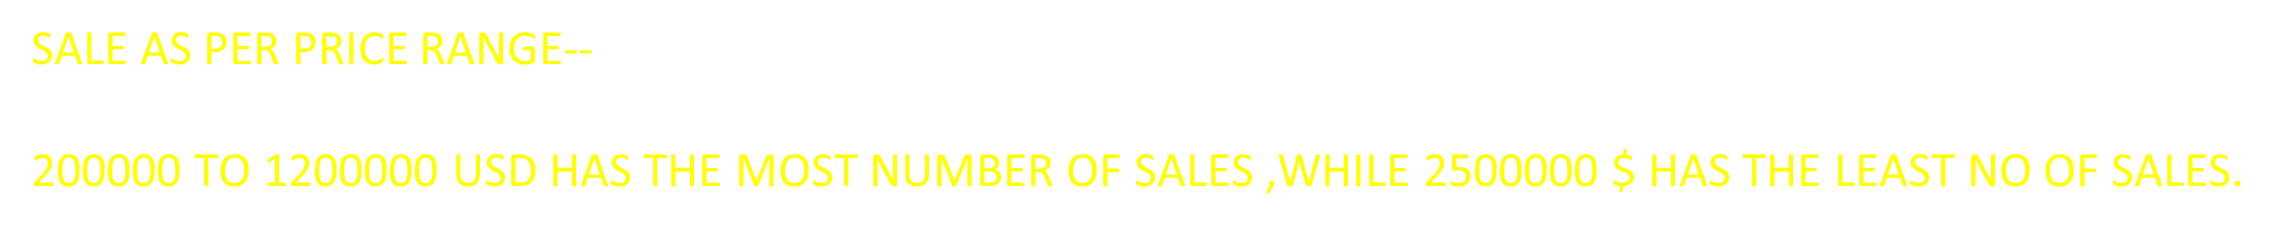 SALE AS PER PRICE RANGE--
200000 TO 1200000 USD HAS THE MOST NUMBER OF SALES ,WHILE 2500000 $ HAS THE LEAST NO OF SALES.